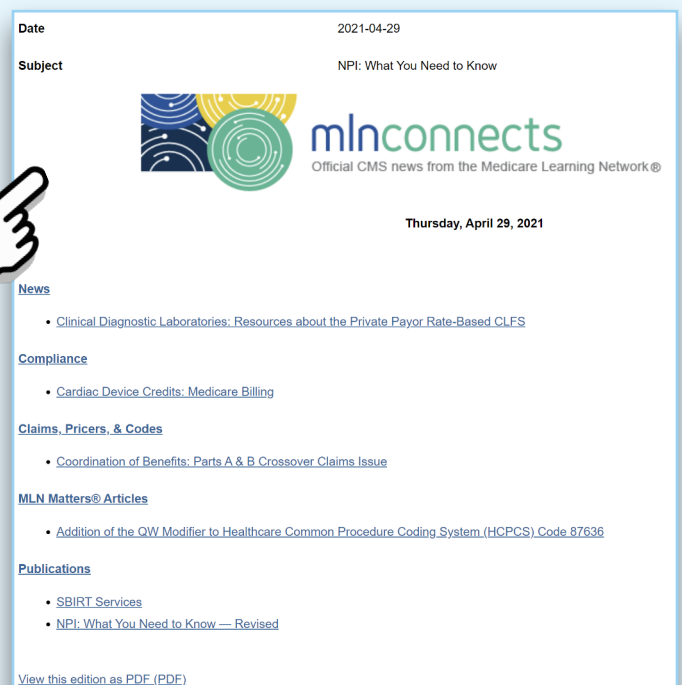 Date 2021-04-29
Subject NPI: What You Need to Know
mlnconnects
Official CMS news from the Medicare Learning Network®
Thursday, April 29, 2021
News
• Clinical Diagnostic Laboratories: Resources about the Private Payor Rate-Based CLFS
Compliance
• Cardiac Device Credits: Medicare Billing
Claims, Pricers, & Codes
• Coordination of Benefits: Parts A & B Crossover Claims Issue
MLN Matters® Articles
• Addition of the QW Modifier to Healthcare Common Procedure Coding System (HCPCS) Code 87636
Publications
• SBIRT Services
• NPI: What You Need to Know — Revised
View this edition as PDF (PDF)